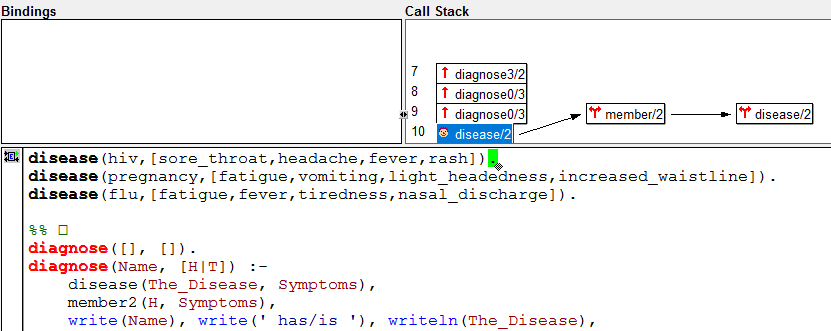 Bindings
Call Stack
7 diagnose3/2
8 diagnose0/3
9 diagnose0/3
10 disease/2 member/2 disease/2
disease(hiv,[sore_throat,headache,fever,rash]).
disease(pregnancy,[fatigue,vomiting,light_headedness,increased_waistline]).
disease(flu,[fatigue,fever,tiredness,nasal_discharge]).
%% □
diagnose([], []).
diagnose(Name, [H|T]) :-
disease(The_Disease, Symptoms),
member2(H, Symptoms),
write(Name), write(' has/is '), writeln(The_Disease),